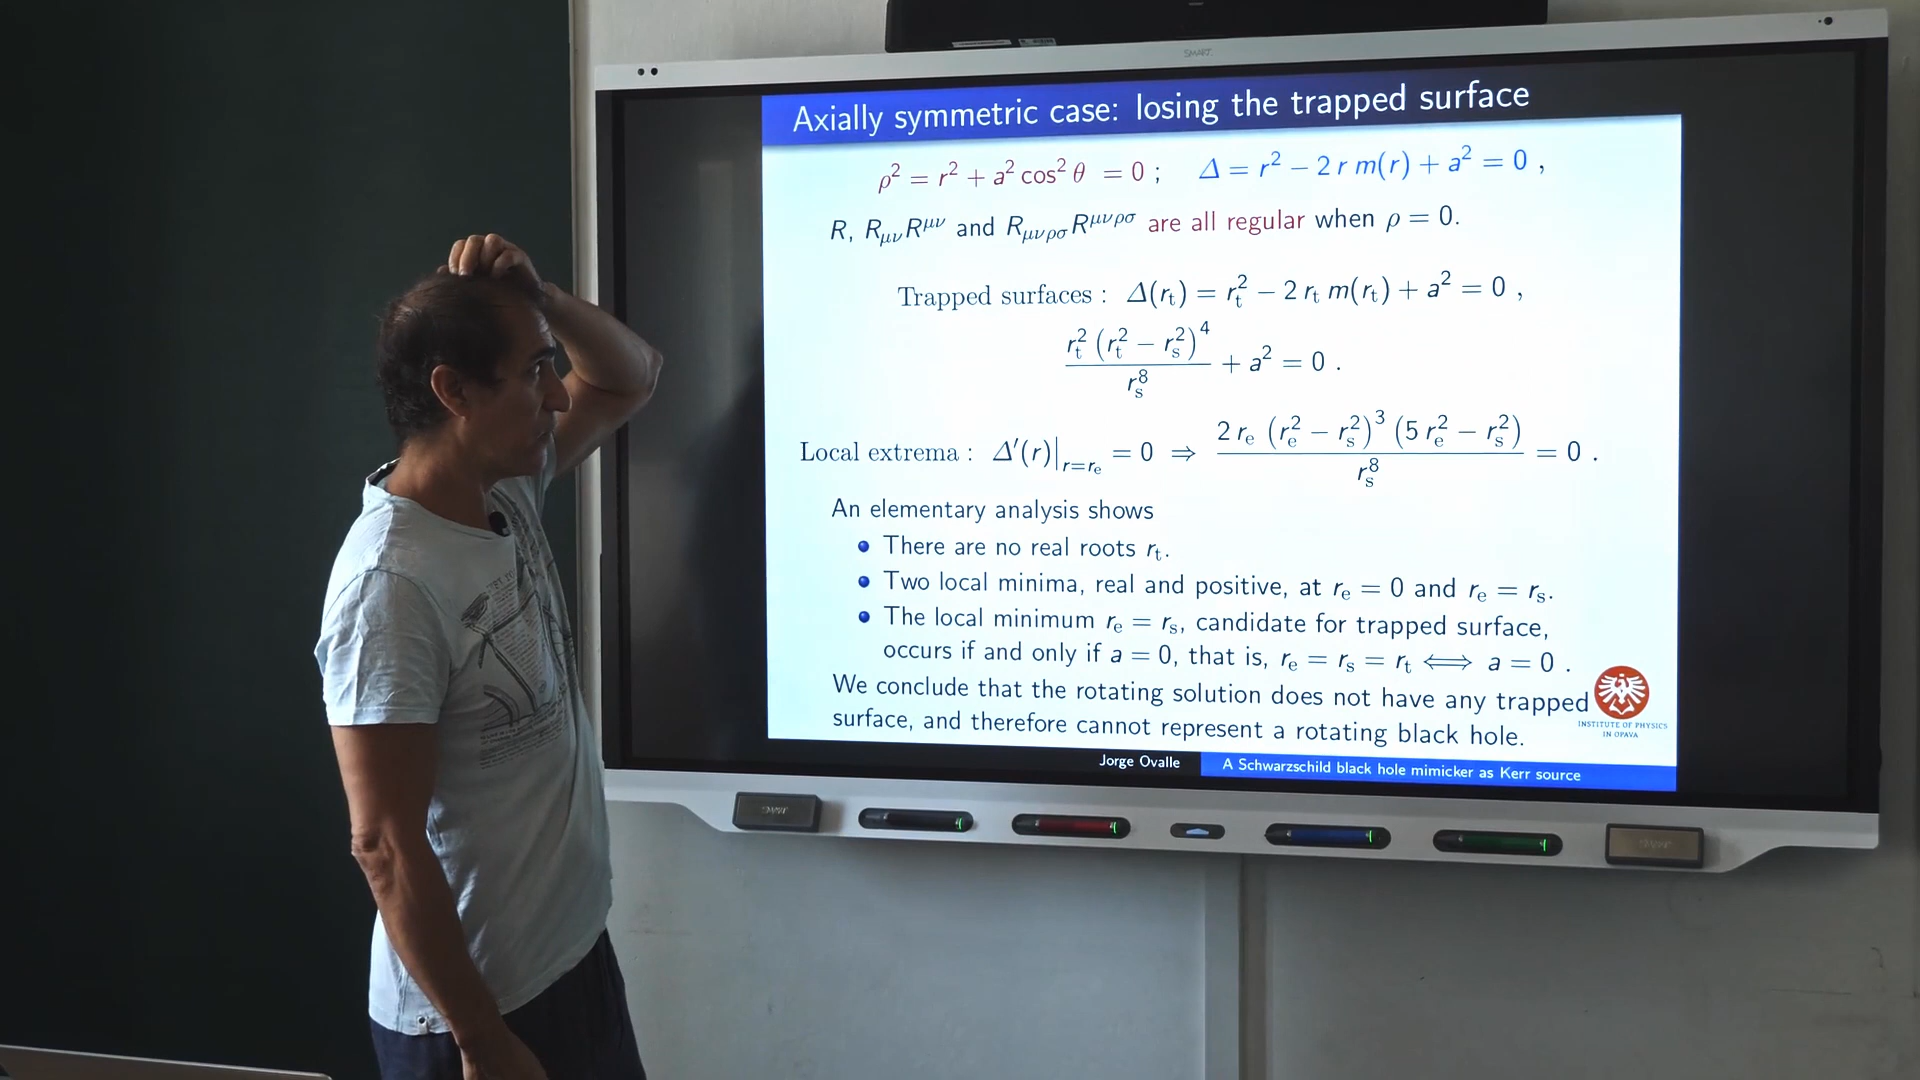 SMART
Axially symmetric case: losing the trapped surface
ρ² = r² + a² cos² θ = 0 ; Δ = r² − 2 r m(r) + a² = 0 ,
R, R_{μν}R^{μν} and R_{μνρσ}R^{μνρσ} are all regular when ρ = 0.
Trapped surfaces : Δ(r_t) = r_t² − 2 r_t m(r_t) + a² = 0 ,
\frac{r_t² (r_t² − r_s²)⁴}{r_s⁸} + a² = 0 .
Local extrema : Δ′(r)|_{r=r_e} = 0 ⇒ \frac{2 r_e (r_e² − r_s²)³ (5 r_e² − r_s²)}{r_s⁸} = 0 .
An elementary analysis shows
• There are no real roots r_t.
• Two local minima, real and positive, at r_e = 0 and r_e = r_s.
• The local minimum r_e = r_s, candidate for trapped surface,
occurs if and only if a = 0, that is, r_e = r_s = r_t ⟺ a = 0 .
We conclude that the rotating solution does not have any trapped
surface, and therefore cannot represent a rotating black hole.
INSTITUTE OF PHYSICS
IN OPAVA
Jorge Ovalle A Schwarzschild black hole mimicker as Kerr source
SMART